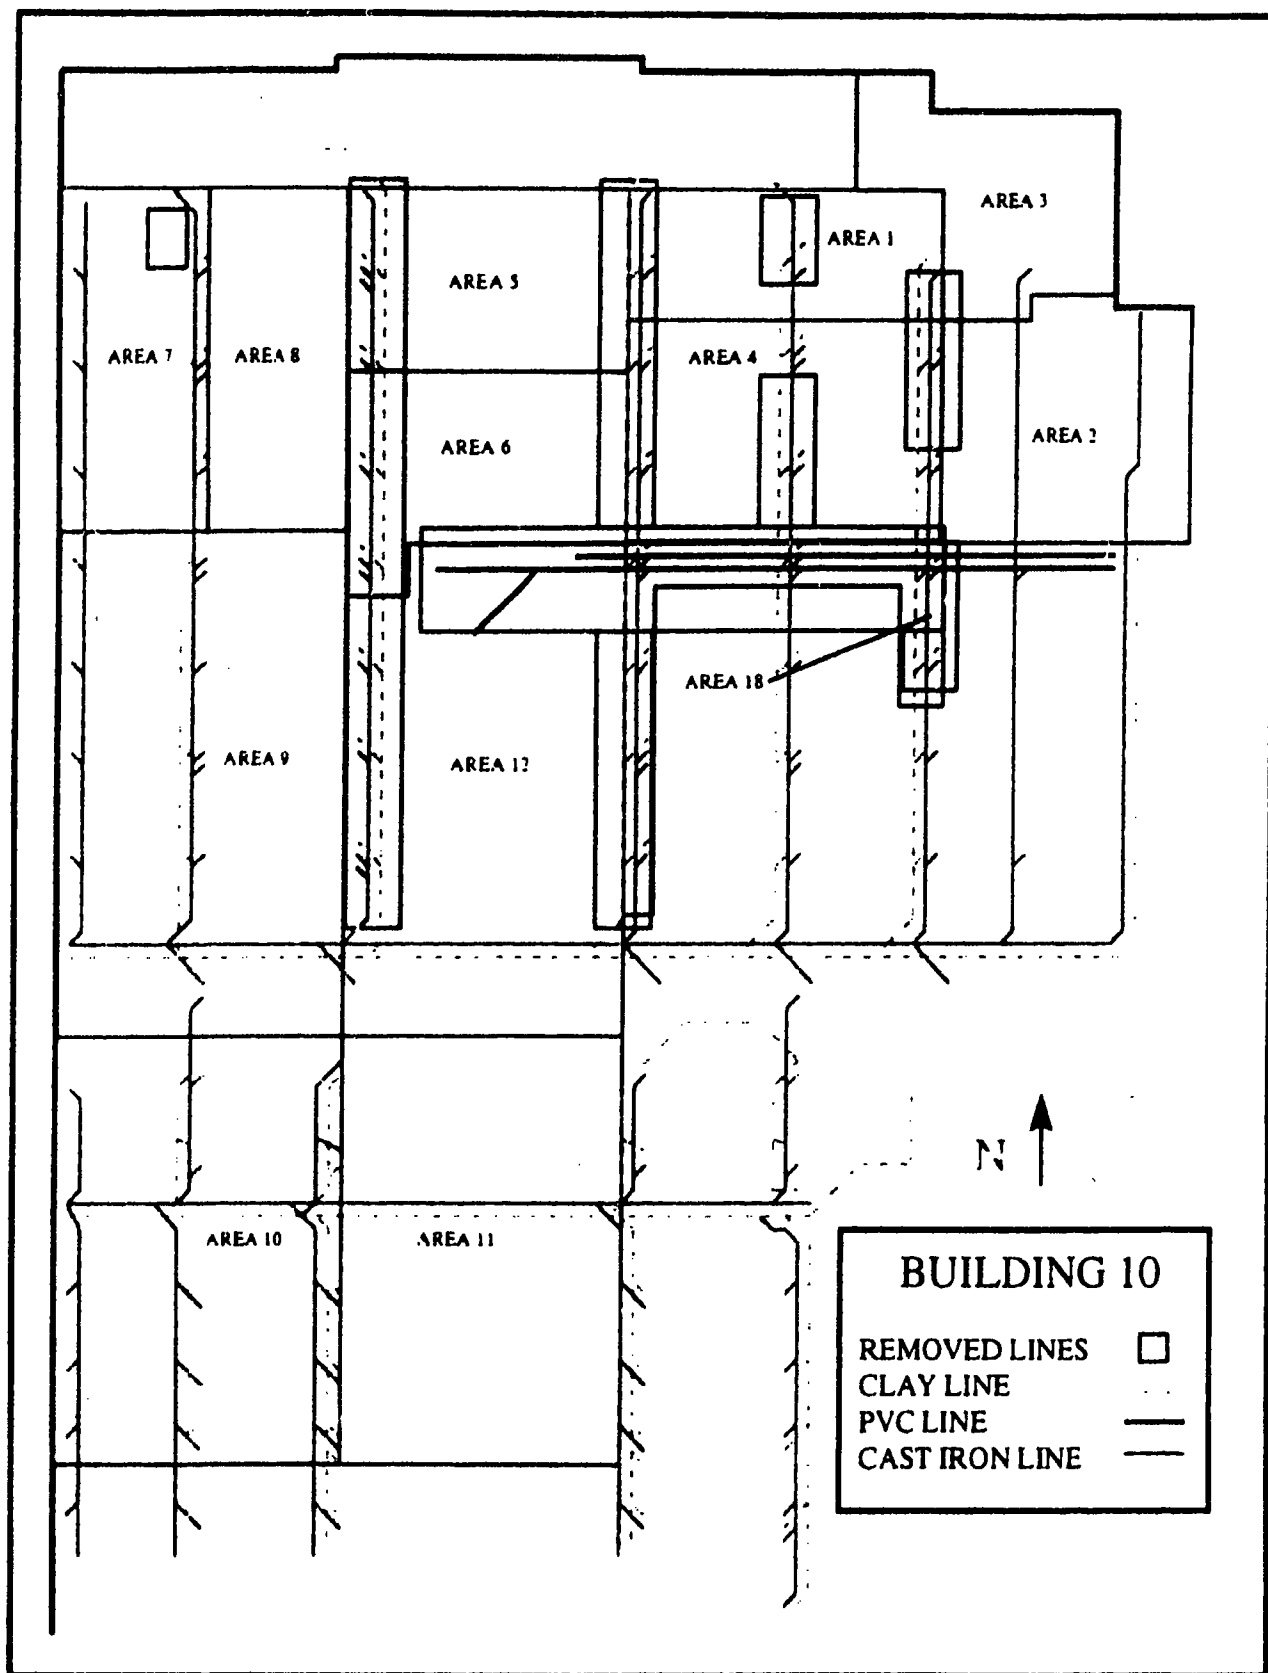 AREA 3
AREA 1
AREA 5
AREA 7
AREA 8
AREA 4
AREA 6
AREA 2
AREA 18
AREA 9
AREA 12
N
AREA 10
AREA 11
BUILDING 10
REMOVED LINES
CLAY LINE
PVC LINE
CAST IRON LINE